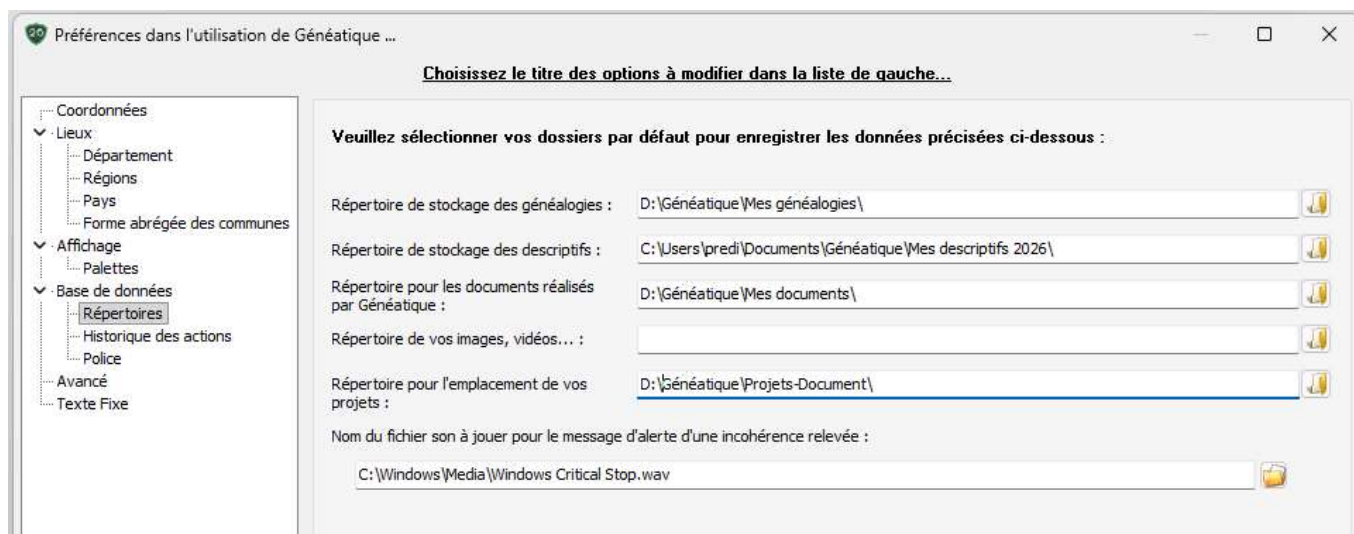 20 Préférences dans l'utilisation de Généatique ...
Choisissez le titre des options à modifier dans la liste de gauche...
Coordonnées
Lieux
Département
Régions
Pays
Forme abrégée des communes
Affichage
Palettes
Base de données
Répertoires
Historique des actions
Police
Avancé
Texte Fixe
Veuillez sélectionner vos dossiers par défaut pour enregistrer les données précisées ci-dessous :
Répertoire de stockage des généalogies : D:\Généatique\Mes généalogies\
Répertoire de stockage des descriptifs : C:\Users\predi\Documents\Généatique\Mes descriptifs 2026\
Répertoire pour les documents réalisés
par Généatique : D:\Généatique\Mes documents\
Répertoire de vos images, vidéos... :
Répertoire pour l'emplacement de vos
projets : D:\Généatique\Projets-Document\
Nom du fichier son à jouer pour le message d'alerte d'une incohérence relevée :
C:\Windows\Media\Windows Critical Stop.wav